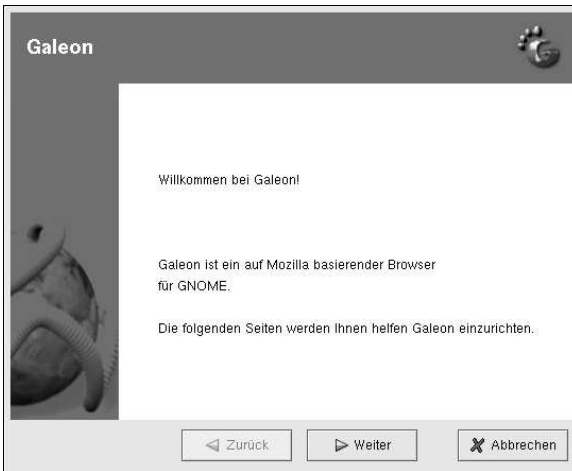 Galeon
Willkommen bei Galeon!
Galeon ist ein auf Mozilla basierender Browser
für GNOME.
Die folgenden Seiten werden Ihnen helfen Galeon einzurichten.
Zurück
Weiter
Abbrechen